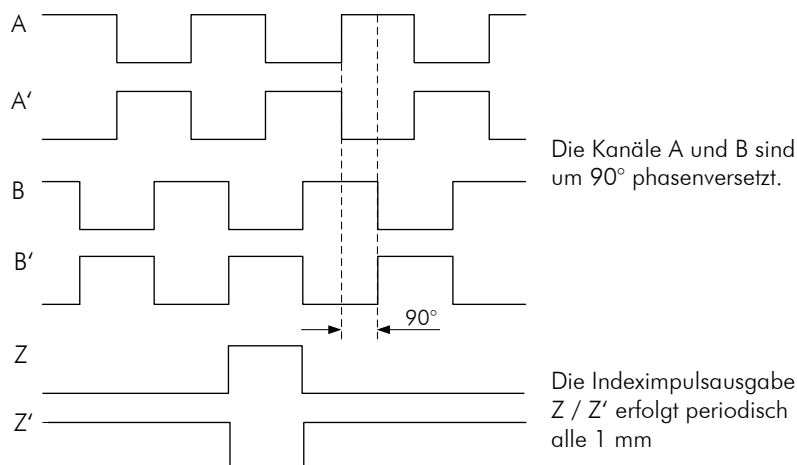 A
A‘
Die Kanäle A und B sind
um 90° phasenversetzt.
B
B‘
90°
Z
Die Indeximpulsausgabe
Z / Z‘ erfolgt periodisch
alle 1 mm
Z‘